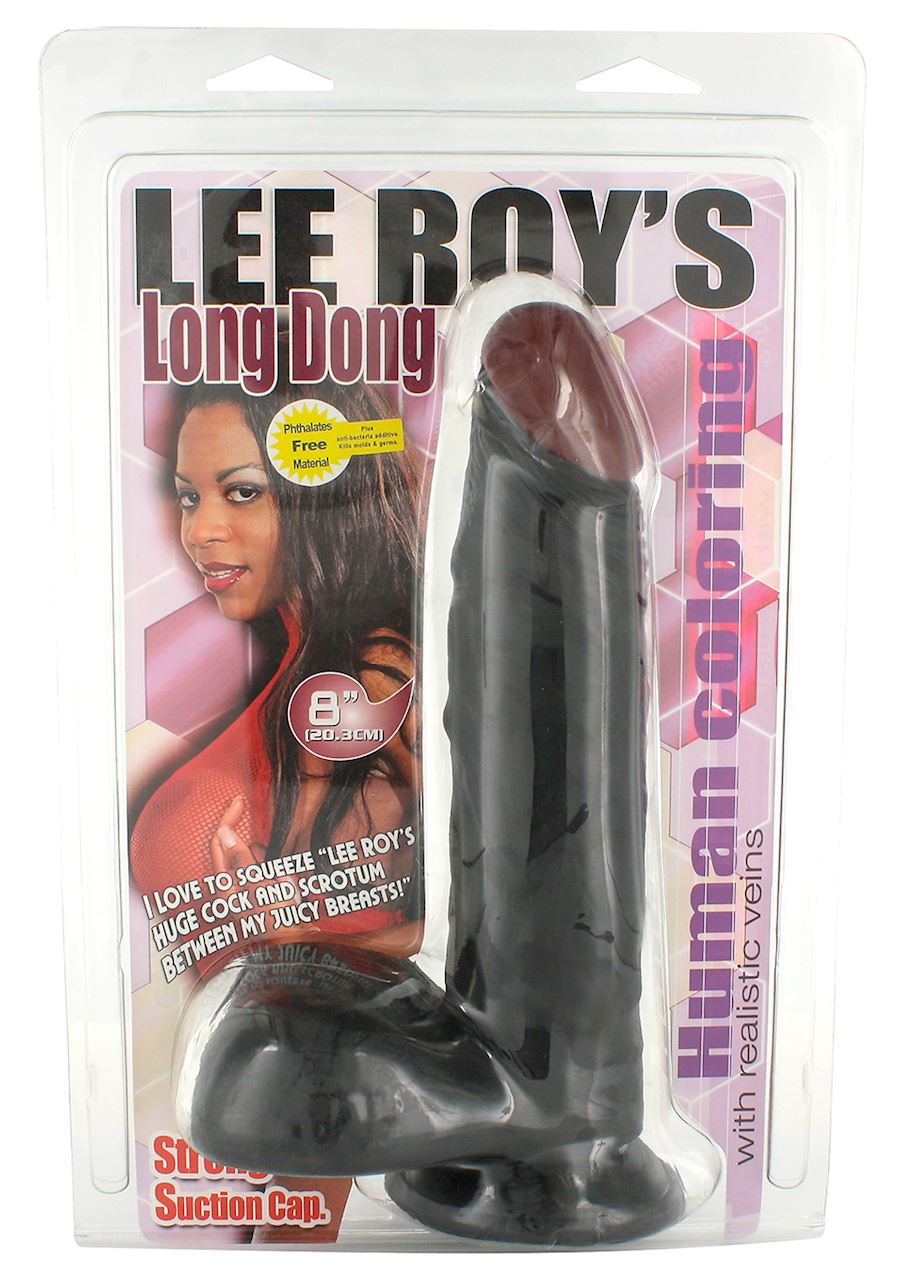 LEE ROY'S
Long Dong
Phthalates
Free
Material
Plus
anti-bacteria additive.
Kills molds & germs.
8"
(20.3CM)
I LOVE TO SQUEEZE "LEE ROY'S
HUGE COCK AND SCROTUM
BETWEEN MY JUICY BREASTS!"
Human coloring
with realistic veins
Strong
Suction Cap.